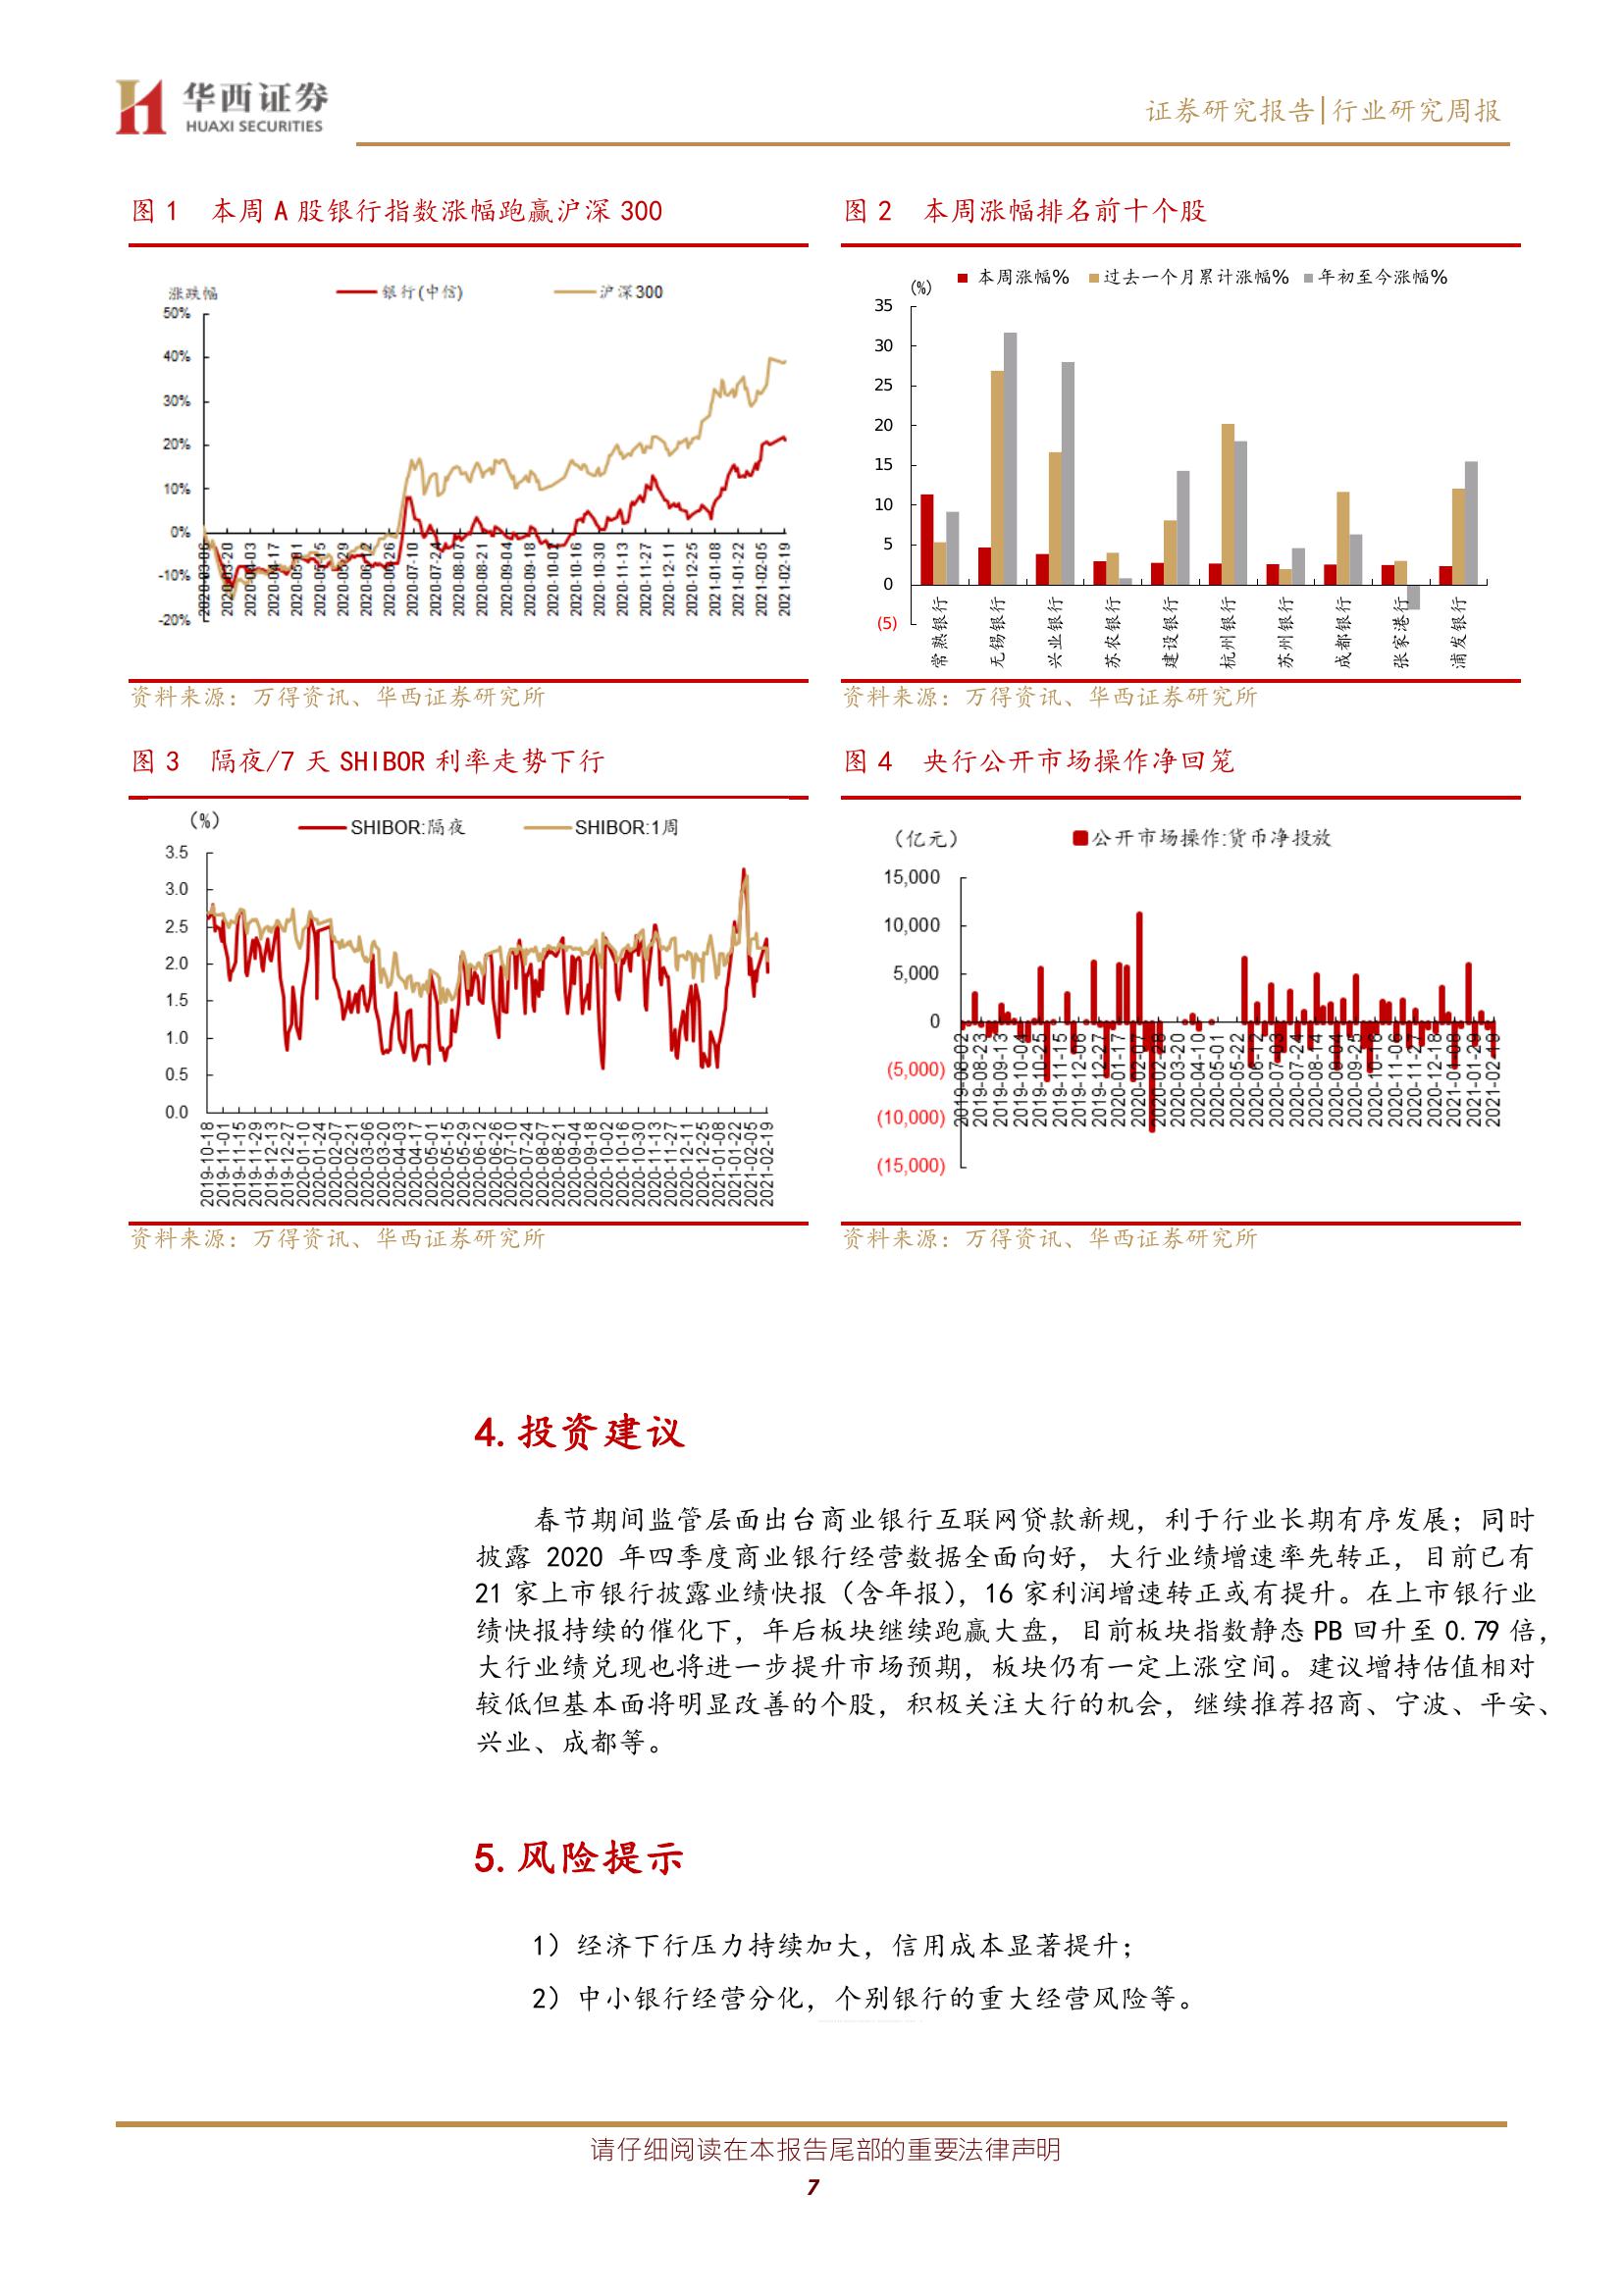 华西证券
HUAXI SECURITIES
证券研究报告|行业研究周报
图 1 本周 A 股银行指数涨幅跑赢沪深 300
图 2 本周涨幅排名前十个股
涨跌幅
银行(中信)
沪深300
50%
40%
30%
20%
10%
0%
-10%
-20%
2020-03-06
2020-03-20
2020-04-03
2020-04-17
2020-05-01
2020-05-15
2020-05-29
2020-06-12
2020-06-26
2020-07-10
2020-07-24
2020-08-07
2020-08-21
2020-09-04
2020-09-18
2020-10-02
2020-10-16
2020-10-30
2020-11-13
2020-11-27
2020-12-11
2020-12-25
2021-01-08
2021-01-22
2021-02-05
2021-02-19
(%)
本周涨幅%
过去一个月累计涨幅%
年初至今涨幅%
35
30
25
20
15
10
5
0
(5)
常熟银行
无锡银行
兴业银行
苏农银行
建设银行
杭州银行
苏州银行
成都银行
张家港行
浦发银行
资料来源：万得资讯、华西证券研究所
资料来源：万得资讯、华西证券研究所
图 3 隔夜/7 天 SHIBOR 利率走势下行
图 4 央行公开市场操作净回笼
(%)
SHIBOR:隔夜
SHIBOR:1周
3.5
3.0
2.5
2.0
1.5
1.0
0.5
0.0
2019-10-18
2019-11-01
2019-11-15
2019-11-29
2019-12-13
2019-12-27
2020-01-10
2020-01-24
2020-02-07
2020-02-21
2020-03-06
2020-03-20
2020-04-03
2020-04-17
2020-05-01
2020-05-15
2020-05-29
2020-06-12
2020-06-26
2020-07-10
2020-07-24
2020-08-07
2020-08-21
2020-09-04
2020-09-18
2020-10-02
2020-10-16
2020-10-30
2020-11-13
2020-11-27
2020-12-11
2020-12-25
2021-01-08
2021-01-22
2021-02-05
2021-02-19
（亿元）
公开市场操作:货币净投放
15,000
10,000
5,000
0
(5,000)
(10,000)
(15,000)
2019-08-02
2019-08-23
2019-09-13
2019-10-04
2019-10-25
2019-11-15
2019-12-06
2019-12-27
2020-01-17
2020-02-07
2020-02-28
2020-03-20
2020-04-10
2020-05-01
2020-05-22
2020-06-12
2020-07-03
2020-07-24
2020-08-14
2020-09-04
2020-09-25
2020-10-16
2020-11-06
2020-11-27
2020-12-18
2021-01-08
2021-01-29
2021-02-19
资料来源：万得资讯、华西证券研究所
资料来源：万得资讯、华西证券研究所
4. 投资建议
春节期间监管层面出台商业银行互联网贷款新规，利于行业长期有序发展；同时
披露 2020 年四季度商业银行经营数据全面向好，大行业绩增速率先转正，目前已有
21 家上市银行披露业绩快报（含年报），16 家利润增速转正或有提升。在上市银行业
绩快报持续的催化下，年后板块继续跑赢大盘，目前板块指数静态 PB 回升至 0.79 倍，
大行业绩兑现也将进一步提升市场预期，板块仍有一定上涨空间。建议增持估值相对
较低但基本面将明显改善的个股，积极关注大行的机会，继续推荐招商、宁波、平安、
兴业、成都等。
5. 风险提示
1）经济下行压力持续加大，信用成本显著提升；
2）中小银行经营分化，个别银行的重大经营风险等。
请仔细阅读在本报告尾部的重要法律声明
7